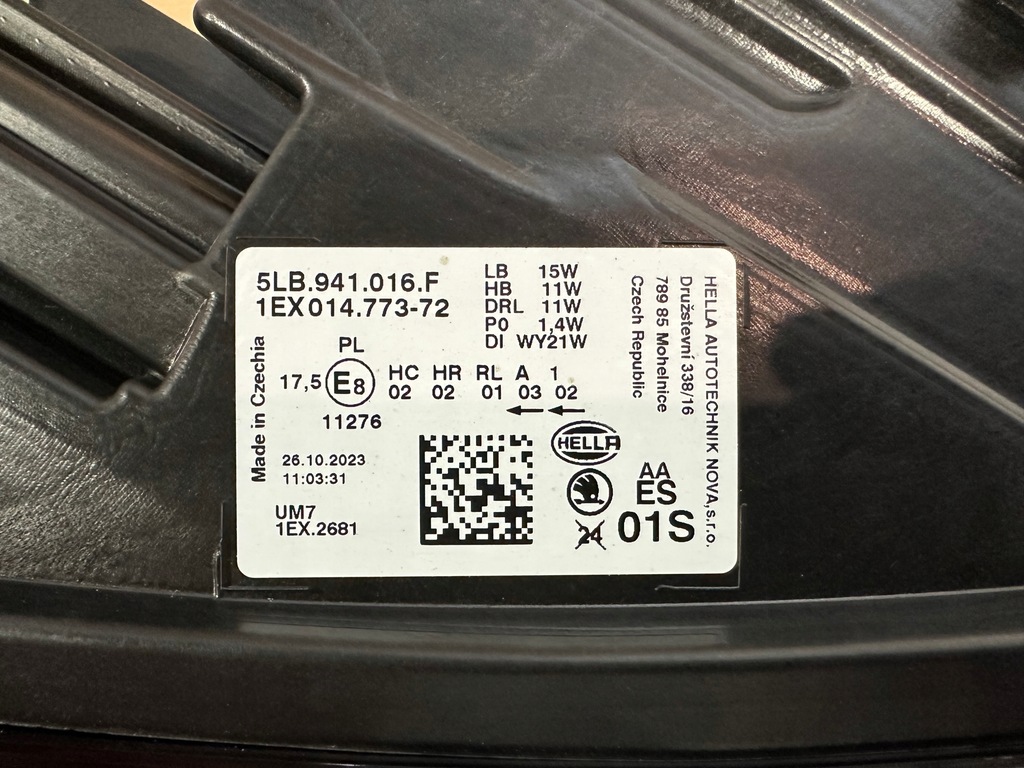 5LB.941.016.F
1EX 014.773-72
LB 15W
HB 11W
DRL 11W
PO 1,4W
DI WY21W
PL
17,5 E8
11276
HC HR RL A 1
02 02 01 03 02
Made in Czechia
26.10.2023
11:03:31
UM7
1EX.2681
HELLA
AA
ES
24
01S
HELLA AUTOTECHNIK NOVA,s.r.o.
Družstevní 338/16
789 85 Mohelnice
Czech Republic